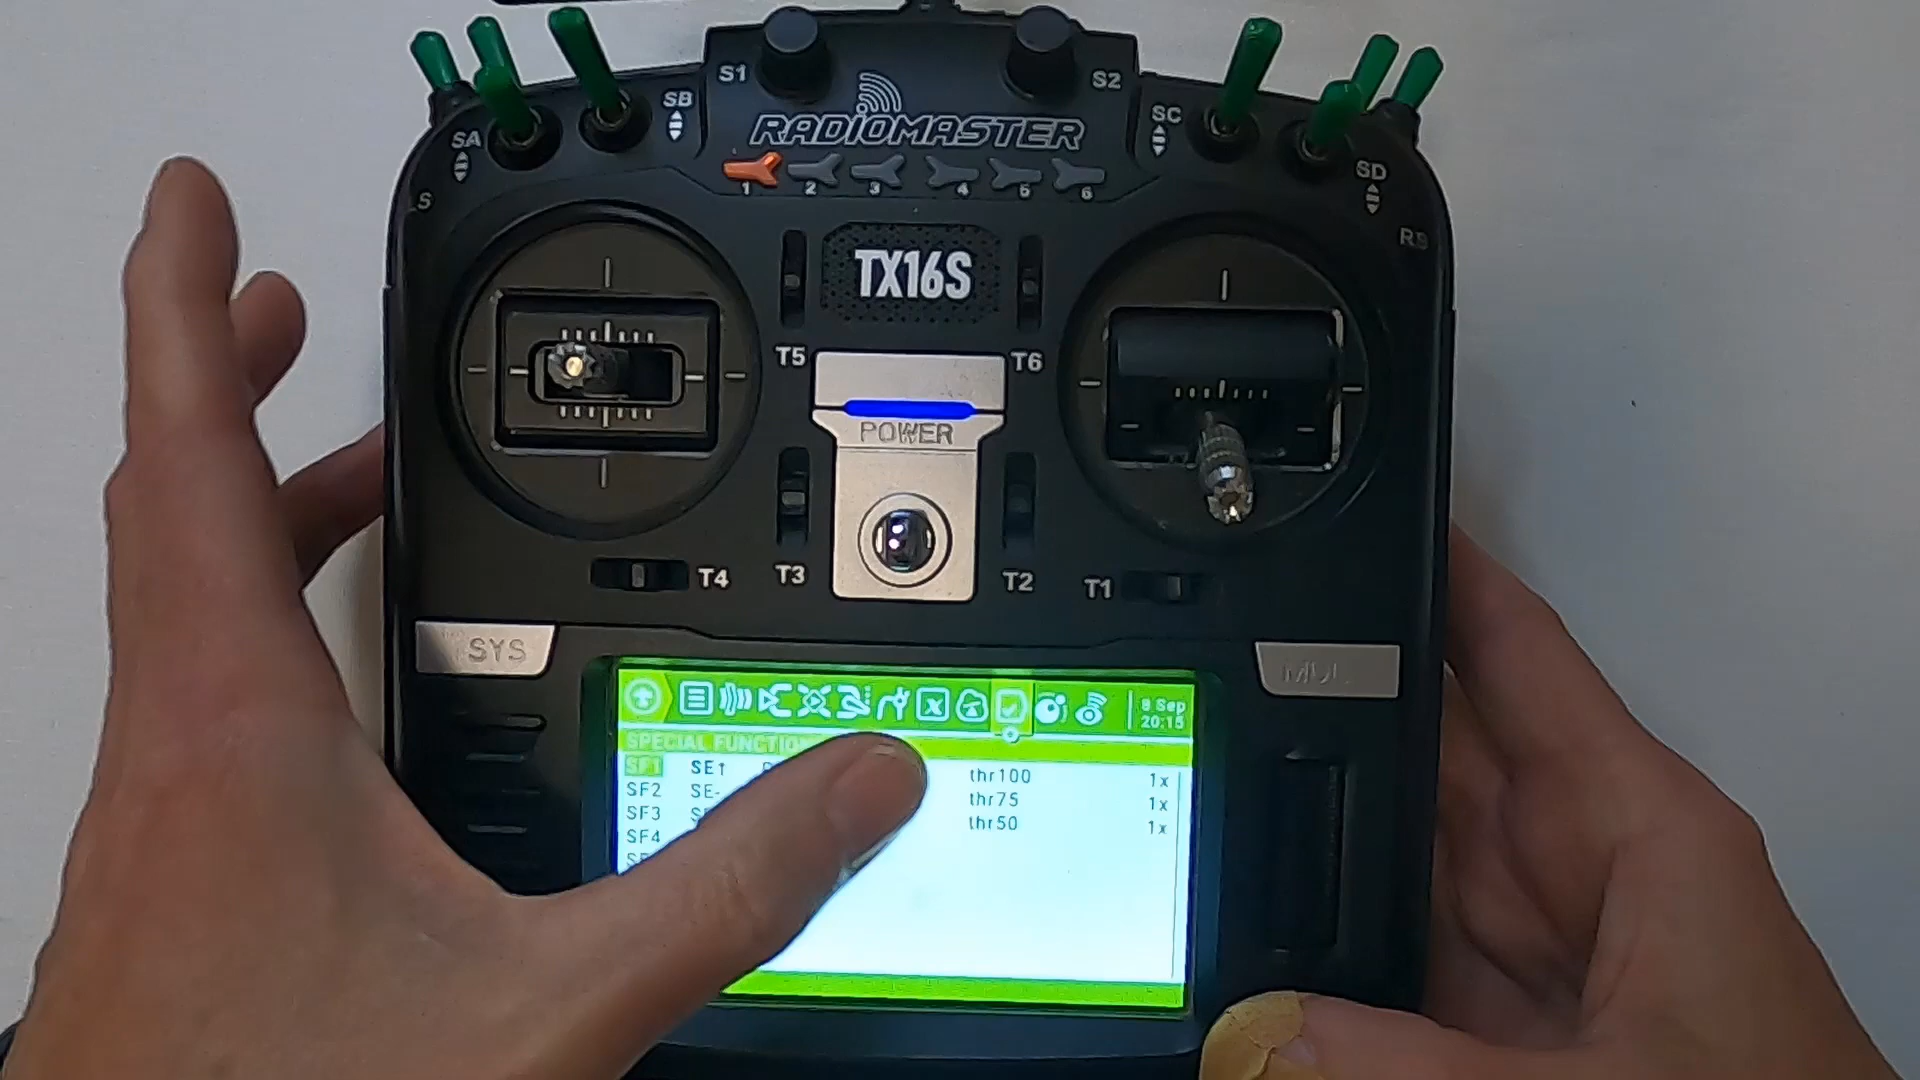 S1
S2
SB
SC
SA
SD
RADIOMASTER
1 2 3 4 5 6
TX16S
T5
T6
POWER
T4
T3
T2
T1
SYS
8 Sep
20:15
SF1 SE↑ thr100 1x
SF2 SE- thr75 1x
SF3 thr50 1x
SF4